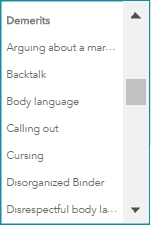 Demerits
Arguing about a mar...
Backtalk
Body language
Calling out
Cursing
Disorganized Binder
Disrespectful body la...